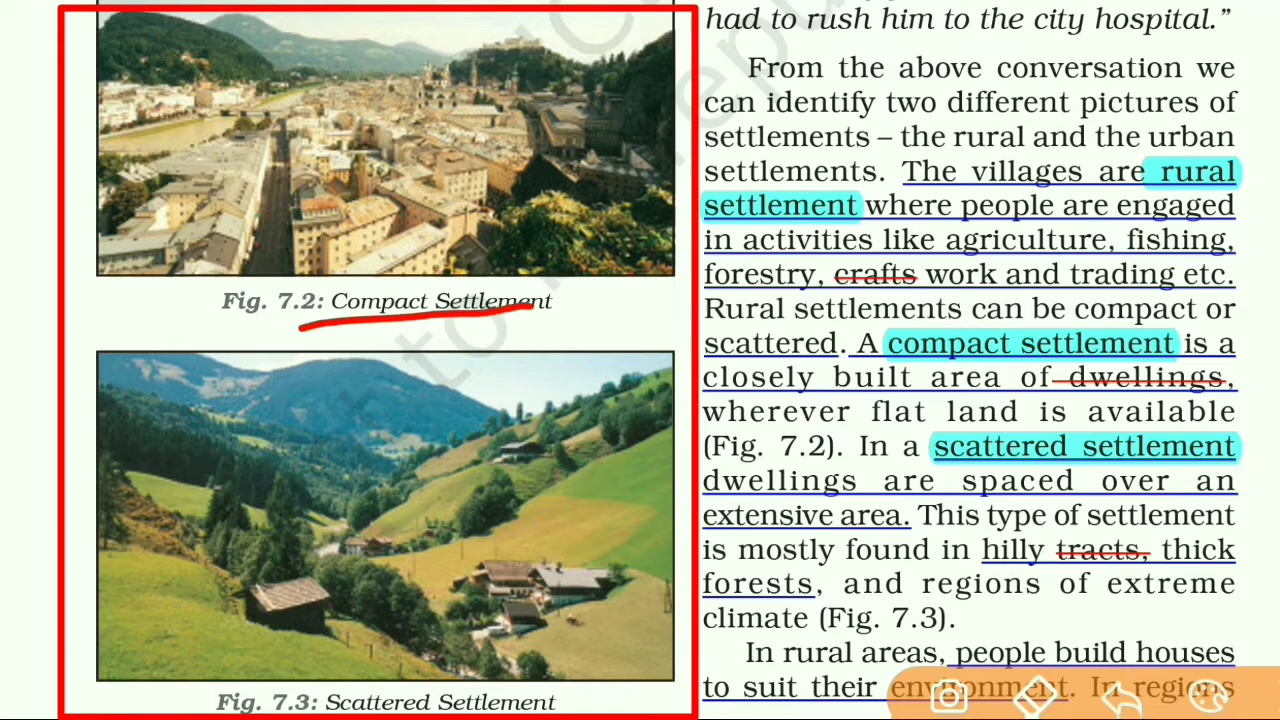 Fig. 7.2: Compact Settlement
Fig. 7.3: Scattered Settlement
had to rush him to the city hospital.”
From the above conversation we
can identify two different pictures of
settlements – the rural and the urban
settlements. The villages are rural
settlement where people are engaged
in activities like agriculture, fishing,
forestry, crafts work and trading etc.
Rural settlements can be compact or
scattered. A compact settlement is a
closely built area of dwellings,
wherever flat land is available
(Fig. 7.2). In a scattered settlement
dwellings are spaced over an
extensive area. This type of settlement
is mostly found in hilly tracts, thick
forests, and regions of extreme
climate (Fig. 7.3).
In rural areas, people build houses
to suit their environment. In regions